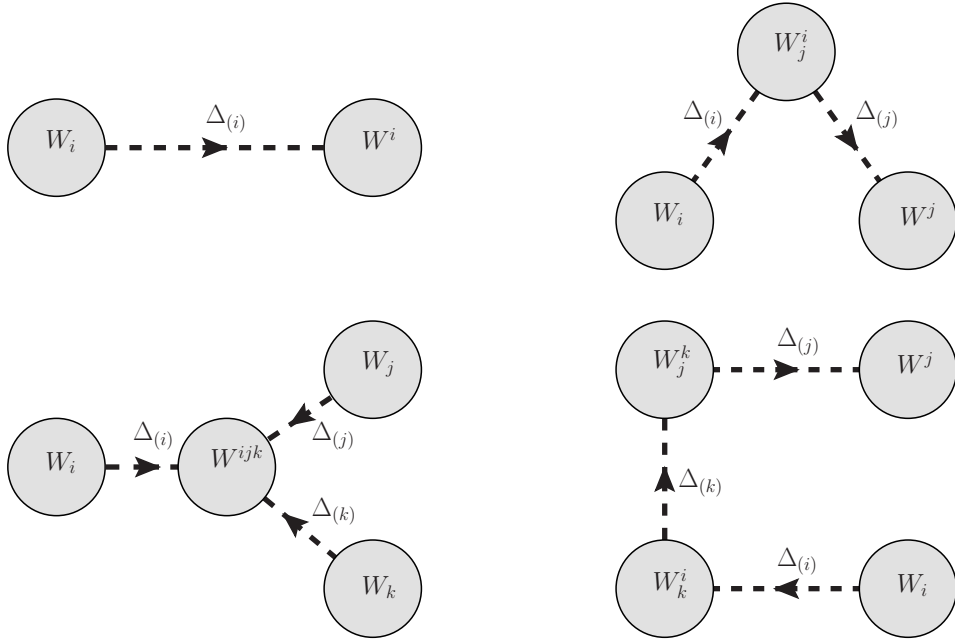 W_i Δ_(i) W^i
W^i_j
Δ_(i) Δ_(j)
W_i W^j
W_j
W_i Δ_(i) W^{ijk} Δ_(j)
Δ_(k)
W_k
W^k_j Δ_(j) W^j
Δ_(k)
W^i_k Δ_(i) W_i